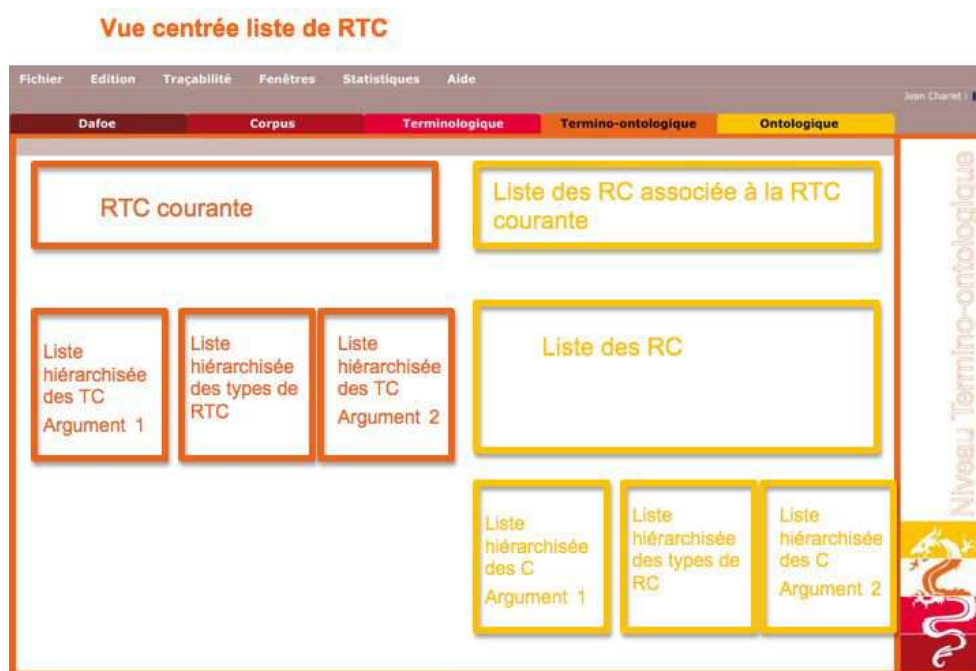 Vue centrée liste de RTC
Fichier Edition Traçabilité Fenêtres Statistiques Aide
Jean Charlet |
Dafoe Corpus Terminologique Termino-ontologique Ontologique
RTC courante
Liste des RC associée à la RTC
courante
Liste
hiérarchisée
des TC
Argument 1
Liste
hiérarchisée
des types de
RTC
Liste
hiérarchisée
des TC
Argument 2
Liste des RC
Liste
hiérarchisée
des C
Argument 1
Liste
hiérarchisée
des types de
RC
Liste
hiérarchisée
des C
Argument 2
Niveau Termino-ontologique